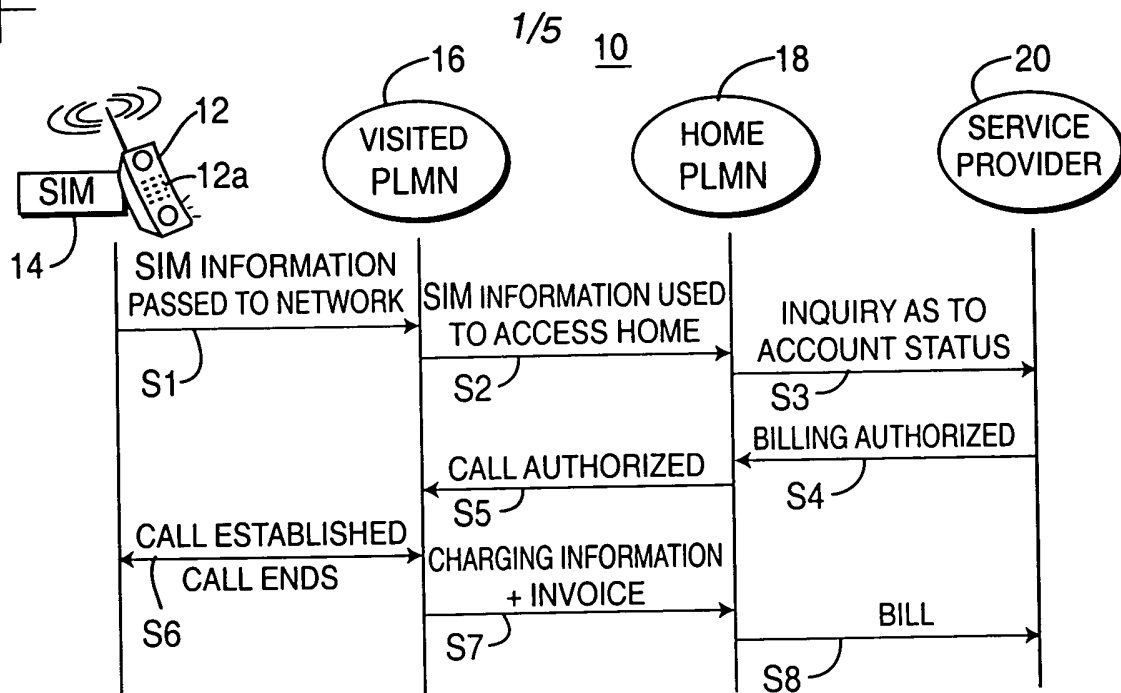 1/5
10
16
18
20
12
12a
SIM
14
VISITED
PLMN
HOME
PLMN
SERVICE
PROVIDER
SIM INFORMATION
PASSED TO NETWORK
S1
SIM INFORMATION USED
TO ACCESS HOME
S2
INQUIRY AS TO
ACCOUNT STATUS
S3
BILLING AUTHORIZED
S4
CALL AUTHORIZED
S5
CALL ESTABLISHED
CALL ENDS
S6
CHARGING INFORMATION
+ INVOICE
S7
BILL
S8